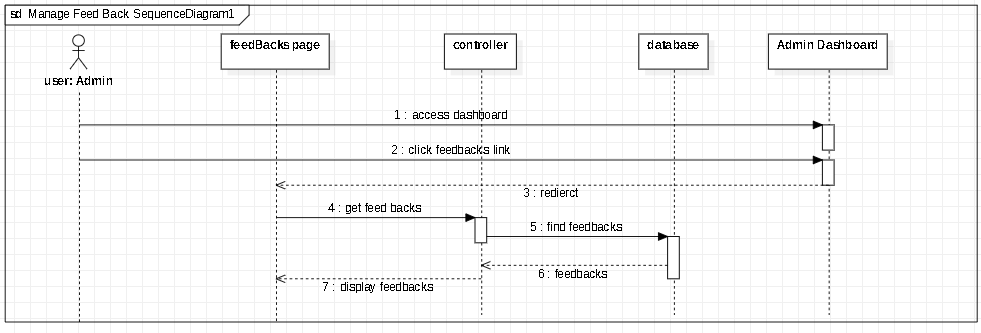 sd Manage Feed Back SequenceDiagram1
feedBacks page
controller
database
Admin Dashboard
user: Admin
1 : access dashboard
2 : click feedbacks link
3 : redierct
4 : get feed backs
5 : find feedbacks
6 : feedbacks
7 : display feedbacks